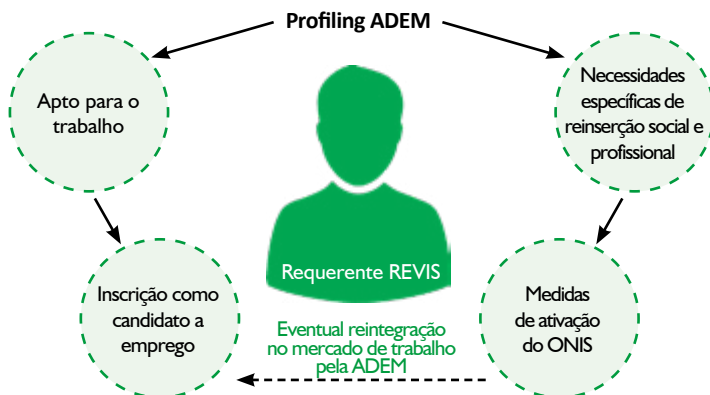 Profiling ADEM
Apto para o
trabalho
Necessidades
específicas de
reinserção social e
profissional
Requerente REVIS
Inscrição como
candidato a
emprego
Eventual reintegração
no mercado de trabalho
pela ADEM
Medidas
de ativação
do ONIS